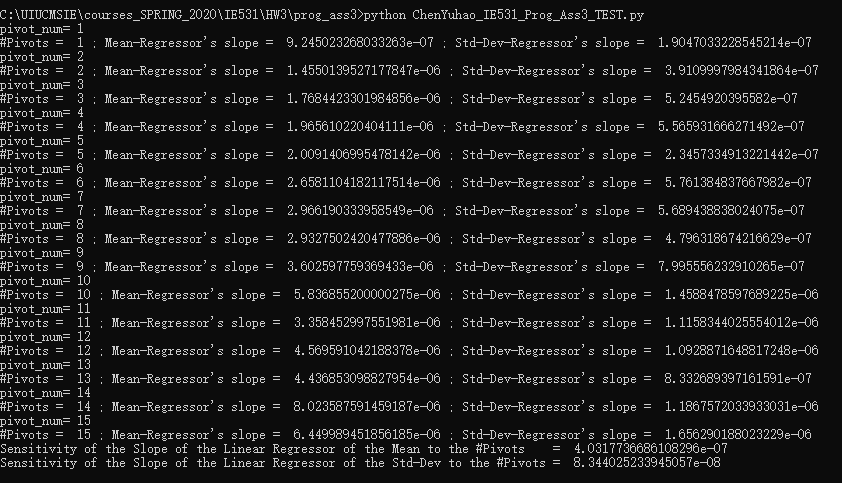 C:\UIUCMSIE\courses_SPRING_2020\IE531\HW3\prog_ass3>python ChenYuhao_IE531_Prog_Ass3_TEST.py
pivot_num= 1
#Pivots =  1 ; Mean-Regressor's slope =  9.245023268033263e-07 ; Std-Dev-Regressor's slope =  1.9047033228545214e-07
pivot_num= 2
#Pivots =  2 ; Mean-Regressor's slope =  1.4550139527177847e-06 ; Std-Dev-Regressor's slope =  3.9109997984341864e-07
pivot_num= 3
#Pivots =  3 ; Mean-Regressor's slope =  1.7684423301984856e-06 ; Std-Dev-Regressor's slope =  5.2454920395582e-07
pivot_num= 4
#Pivots =  4 ; Mean-Regressor's slope =  1.965610220404111e-06 ; Std-Dev-Regressor's slope =  5.565931666271492e-07
pivot_num= 5
#Pivots =  5 ; Mean-Regressor's slope =  2.0091406995478142e-06 ; Std-Dev-Regressor's slope =  2.3457334913221442e-07
pivot_num= 6
#Pivots =  6 ; Mean-Regressor's slope =  2.6581104182117514e-06 ; Std-Dev-Regressor's slope =  5.761384837667982e-07
pivot_num= 7
#Pivots =  7 ; Mean-Regressor's slope =  2.966190333958549e-06 ; Std-Dev-Regressor's slope =  5.689438838024075e-07
pivot_num= 8
#Pivots =  8 ; Mean-Regressor's slope =  2.9327502420477886e-06 ; Std-Dev-Regressor's slope =  4.796318674216629e-07
pivot_num= 9
#Pivots =  9 ; Mean-Regressor's slope =  3.602597759369433e-06 ; Std-Dev-Regressor's slope =  7.995556232910265e-07
pivot_num= 10
#Pivots =  10 ; Mean-Regressor's slope =  5.836855200000275e-06 ; Std-Dev-Regressor's slope =  1.4588478597689225e-06
pivot_num= 11
#Pivots =  11 ; Mean-Regressor's slope =  3.358452997551981e-06 ; Std-Dev-Regressor's slope =  1.1158344025554012e-06
pivot_num= 12
#Pivots =  12 ; Mean-Regressor's slope =  4.569591042188378e-06 ; Std-Dev-Regressor's slope =  1.0928871648817248e-06
pivot_num= 13
#Pivots =  13 ; Mean-Regressor's slope =  4.436853098827954e-06 ; Std-Dev-Regressor's slope =  8.332689397161591e-07
pivot_num= 14
#Pivots =  14 ; Mean-Regressor's slope =  8.023587591459187e-06 ; Std-Dev-Regressor's slope =  1.1867572033933031e-06
pivot_num= 15
#Pivots =  15 ; Mean-Regressor's slope =  6.449989451856185e-06 ; Std-Dev-Regressor's slope =  1.656290188023229e-06
Sensitivity of the Slope of the Linear Regressor of the Mean to the #Pivots    =  4.0317736686108296e-07
Sensitivity of the Slope of the Linear Regressor of the Std-Dev to the #Pivots =  8.344025233945057e-08